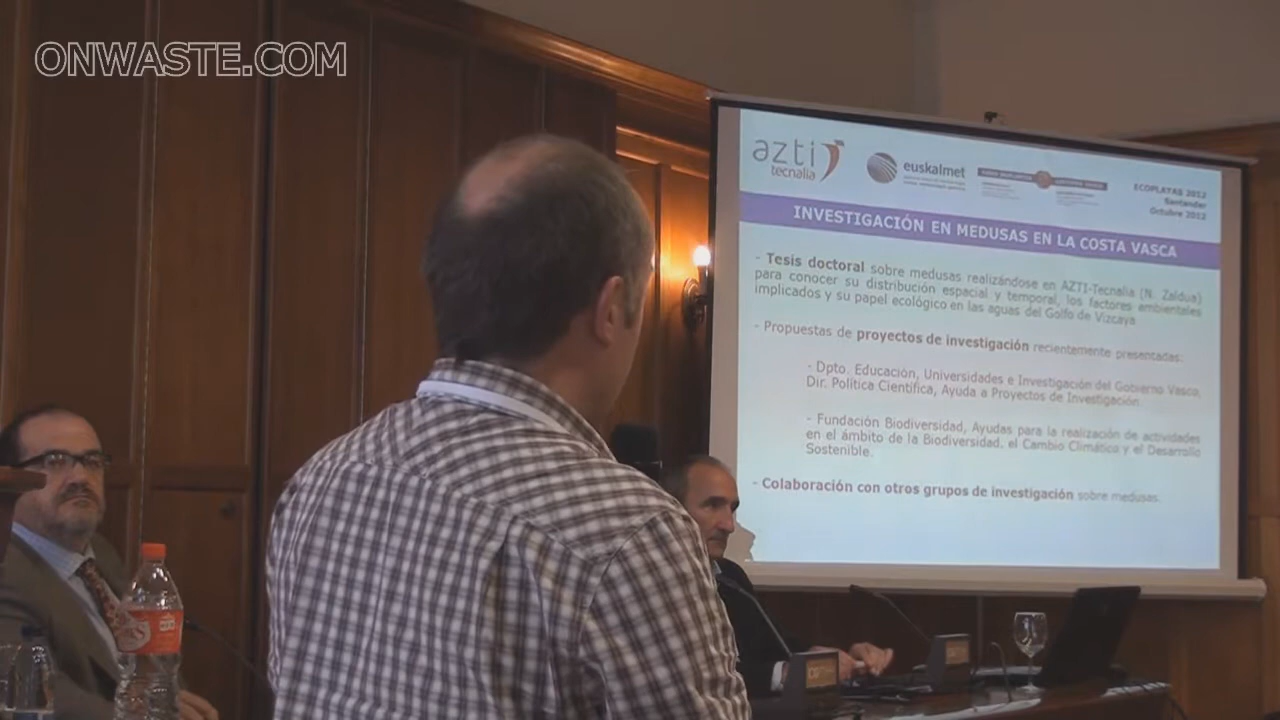 ONWASTE.COM
azti
tecnalia
euskalmet
ECOPLAYAS 2012
Santander
Octubre 2012
INVESTIGACIÓN EN MEDUSAS EN LA COSTA VASCA
- Tesis doctoral sobre medusas realizándose en AZTI-Tecnalia (N. Zaldua)
para conocer su distribución espacial y temporal, los factores ambientales
implicados y su papel ecológico en las aguas del Golfo de Vizcaya
- Propuestas de proyectos de investigación recientemente presentadas:
- Dpto. Educación, Universidades e Investigación del Gobierno Vasco,
Dir. Política Científica, Ayuda a Proyectos de Investigación.
- Fundación Biodiversidad, Ayudas para la realización de actividades
en el ámbito de la Biodiversidad, el Cambio Climático y el Desarrollo
Sostenible.
- Colaboración con otros grupos de investigación sobre medusas.